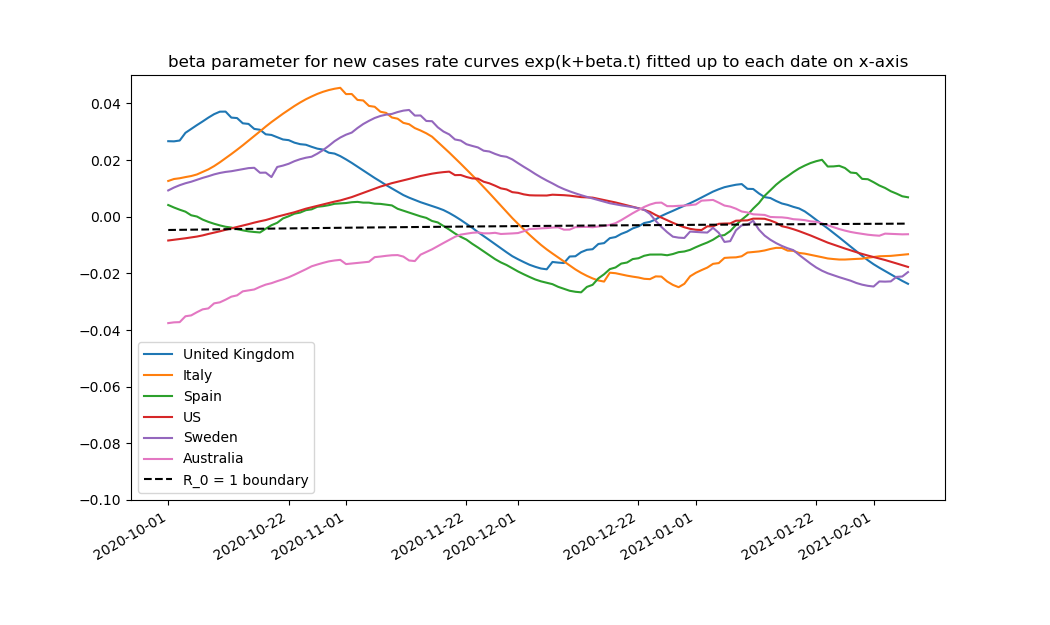 beta parameter for new cases rate curves exp(k+beta.t) fitted up to each date on x-axis
0.04
0.02
0.00
−0.02
−0.04
−0.06
−0.08
−0.10
United Kingdom
Italy
Spain
US
Sweden
Australia
R_0 = 1 boundary
2020-10-01
2020-10-22
2020-11-01
2020-11-22
2020-12-01
2020-12-22
2021-01-01
2021-01-22
2021-02-01